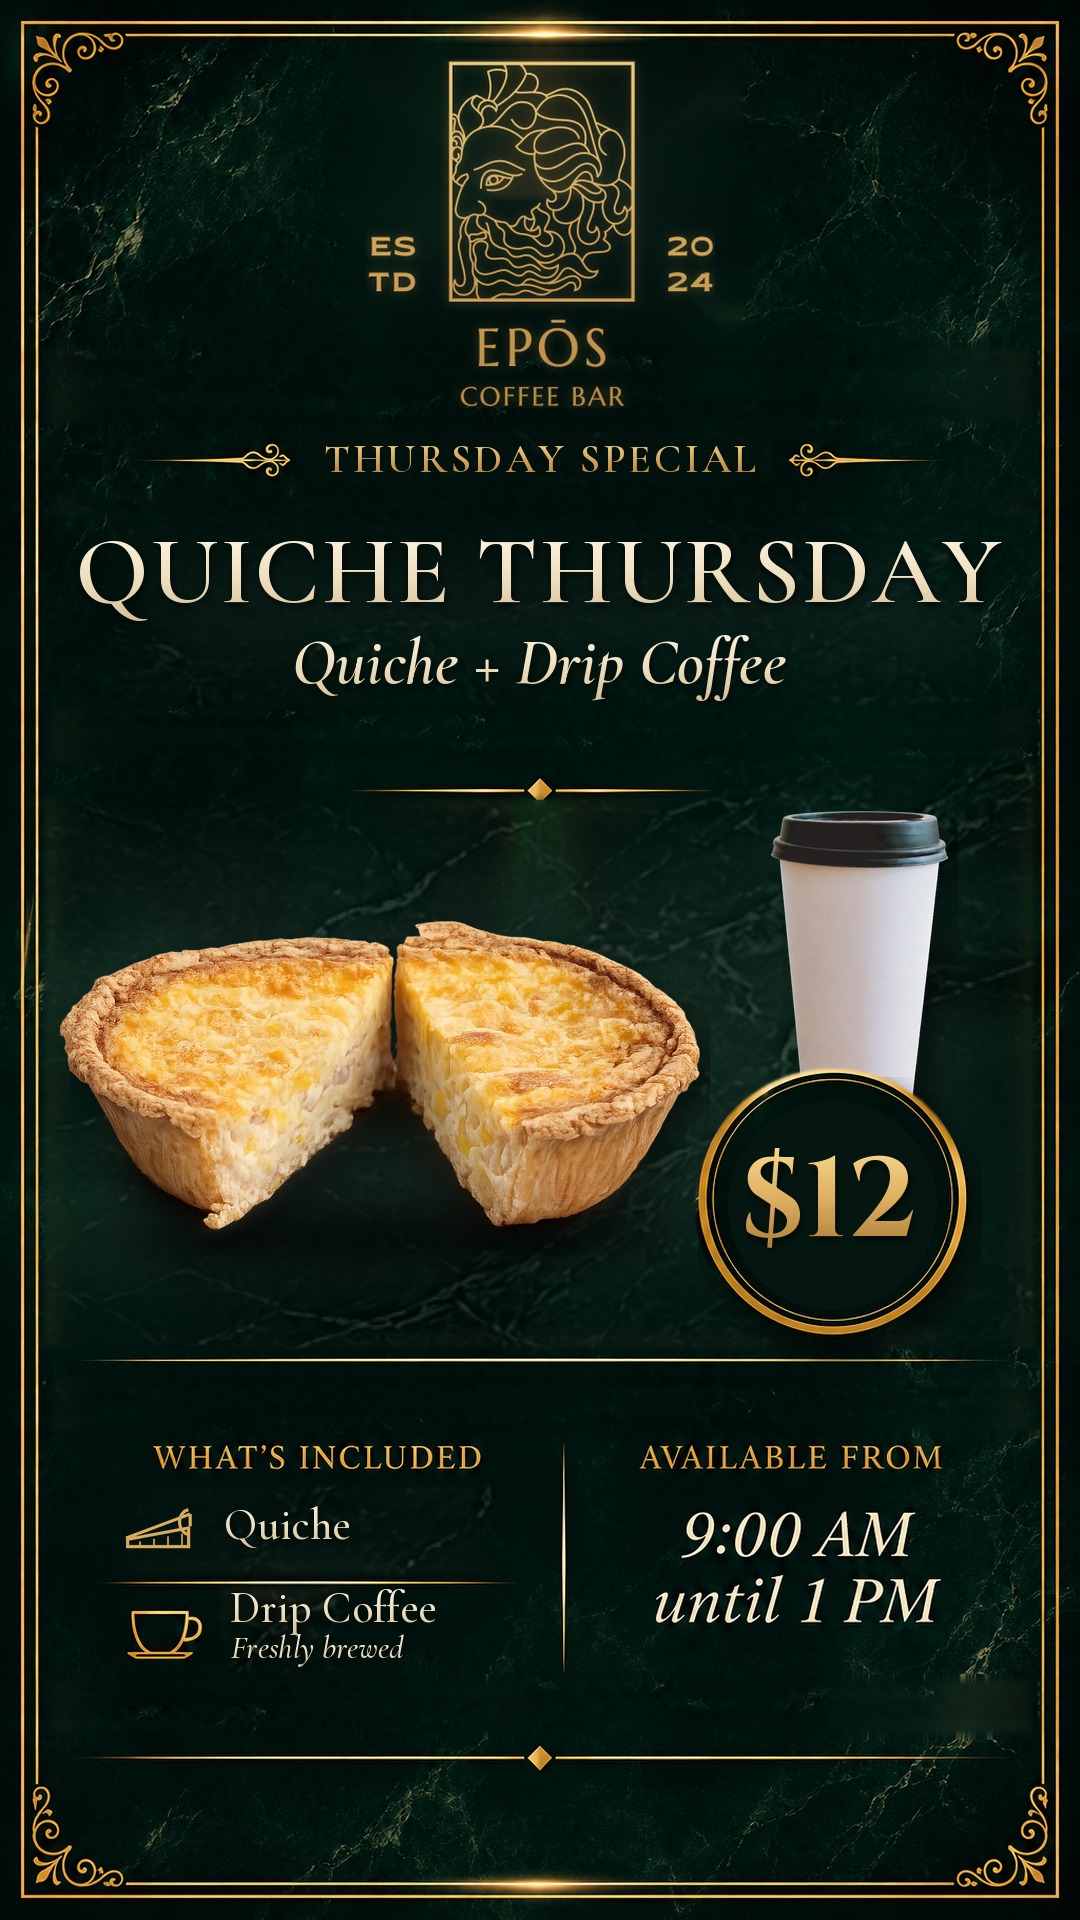 ES
TD
20
24
EPŌS
COFFEE BAR
THURSDAY SPECIAL
QUICHE THURSDAY
Quiche + Drip Coffee
$12
WHAT'S INCLUDED
Quiche
Drip Coffee
Freshly brewed
AVAILABLE FROM
9:00 AM
until 1 PM